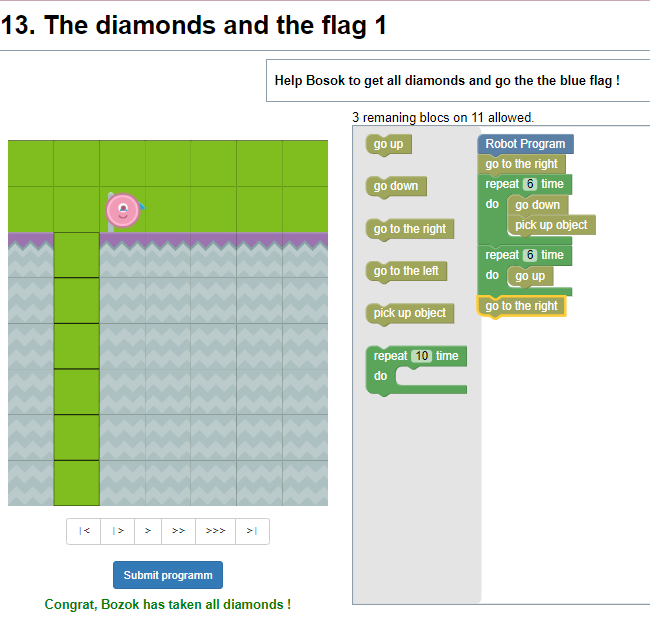 13. The diamonds and the flag 1
Help Bosok to get all diamonds and go the the blue flag !
3 remaning blocs on 11 allowed.
go up
go down
go to the right
go to the left
pick up object
repeat 10 time
do
Robot Program
go to the right
repeat 6 time
do go down
pick up object
repeat 6 time
do go up
go to the right
|< |> > >> >>> >|
Submit programm
Congrat, Bozok has taken all diamonds !